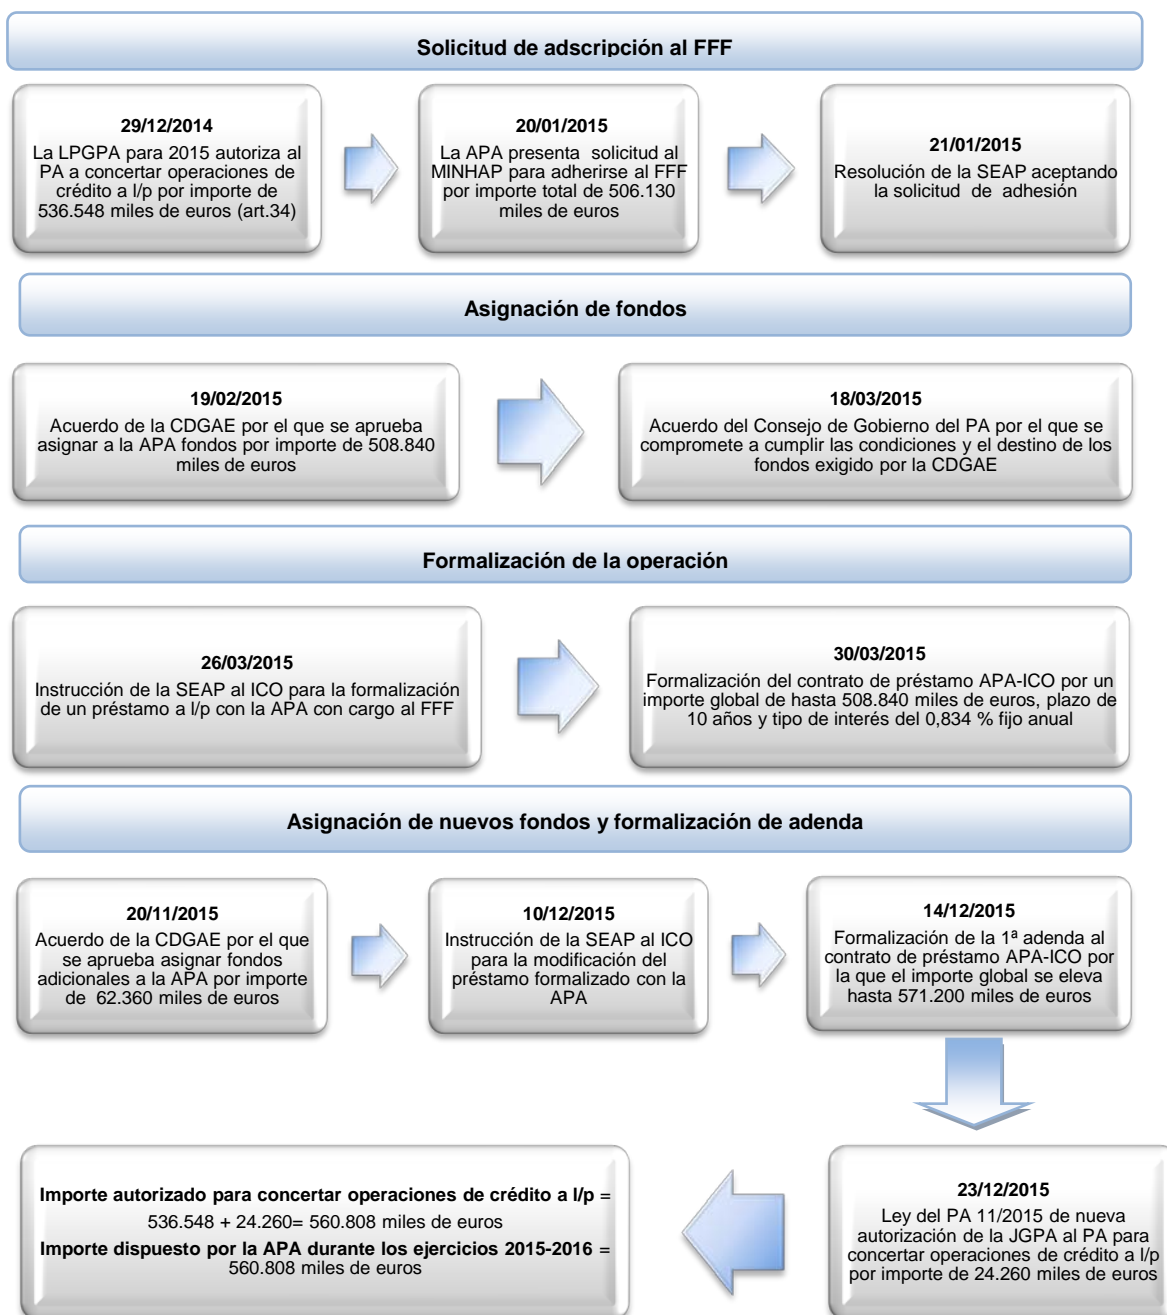 Solicitud de adscripción al FFF
29/12/2014
La LPGPA para 2015 autoriza al
PA a concertar operaciones de
crédito a l/p por importe de
536.548 miles de euros (art.34)
20/01/2015
La APA presenta solicitud al
MINHAP para adherirse al FFF
por importe total de 506.130
miles de euros
21/01/2015
Resolución de la SEAP aceptando
la solicitud de adhesión
Asignación de fondos
19/02/2015
Acuerdo de la CDGAE por el que se aprueba
asignar a la APA fondos por importe de 508.840
miles de euros
18/03/2015
Acuerdo del Consejo de Gobierno del PA por el que se
compromete a cumplir las condiciones y el destino de los
fondos exigido por la CDGAE
Formalización de la operación
26/03/2015
Instrucción de la SEAP al ICO para la formalización
de un préstamo a l/p con la APA con cargo al FFF
30/03/2015
Formalización del contrato de préstamo APA-ICO por un
importe global de hasta 508.840 miles de euros, plazo de
10 años y tipo de interés del 0,834 % fijo anual
Asignación de nuevos fondos y formalización de adenda
20/11/2015
Acuerdo de la CDGAE por el que
se aprueba asignar fondos
adicionales a la APA por importe
de 62.360 miles de euros
10/12/2015
Instrucción de la SEAP al ICO
para la modificación del
préstamo formalizado con la
APA
14/12/2015
Formalización de la 1ª adenda al
contrato de préstamo APA-ICO por
la que el importe global se eleva
hasta 571.200 miles de euros
23/12/2015
Ley del PA 11/2015 de nueva
autorización de la JGPA al PA para
concertar operaciones de crédito a l/p
por importe de 24.260 miles de euros
Importe autorizado para concertar operaciones de crédito a l/p =
536.548 + 24.260= 560.808 miles de euros
Importe dispuesto por la APA durante los ejercicios 2015-2016 =
560.808 miles de euros